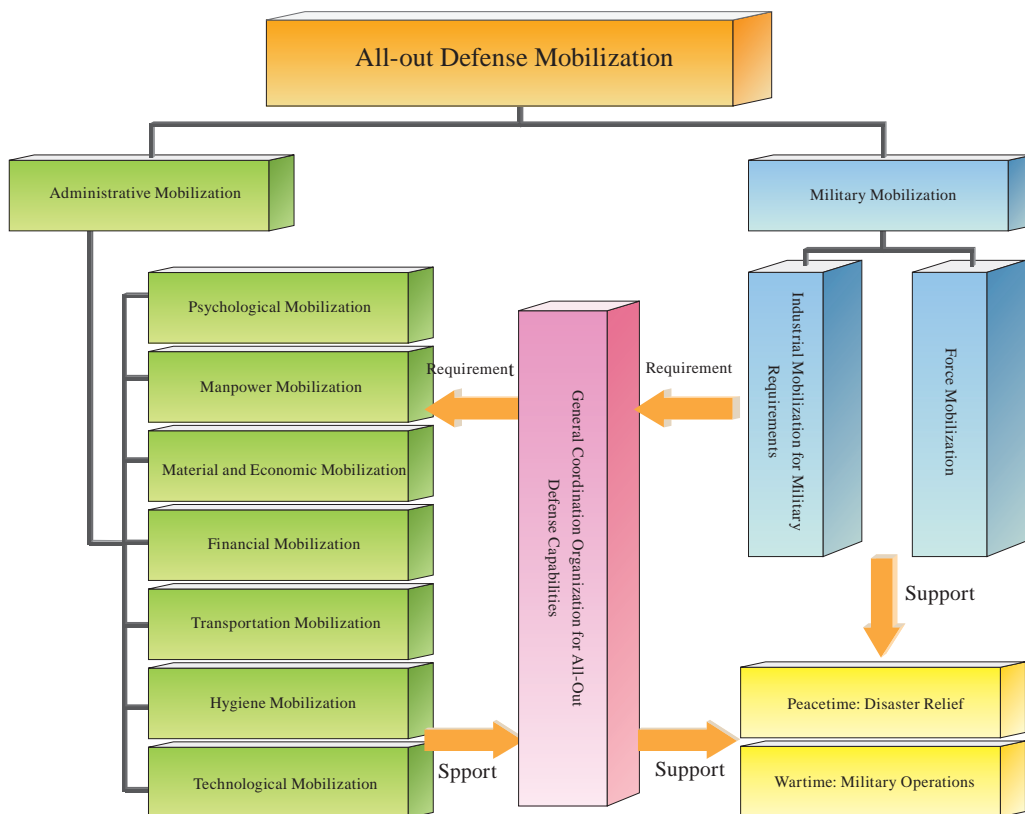 All-out Defense Mobilization
Administrative Mobilization
Military Mobilization
Psychological Mobilization
Manpower Mobilization
Material and Economic Mobilization
Financial Mobilization
Transportation Mobilization
Hygiene Mobilization
Technological Mobilization
Requirement
Spport
General Coordination Organization for All-Out
Defense Capabilities
Requirement
Support
Industrial Mobilization for Military
Requirements
Force Mobilization
Support
Peacetime: Disaster Relief
Wartime: Military Operations